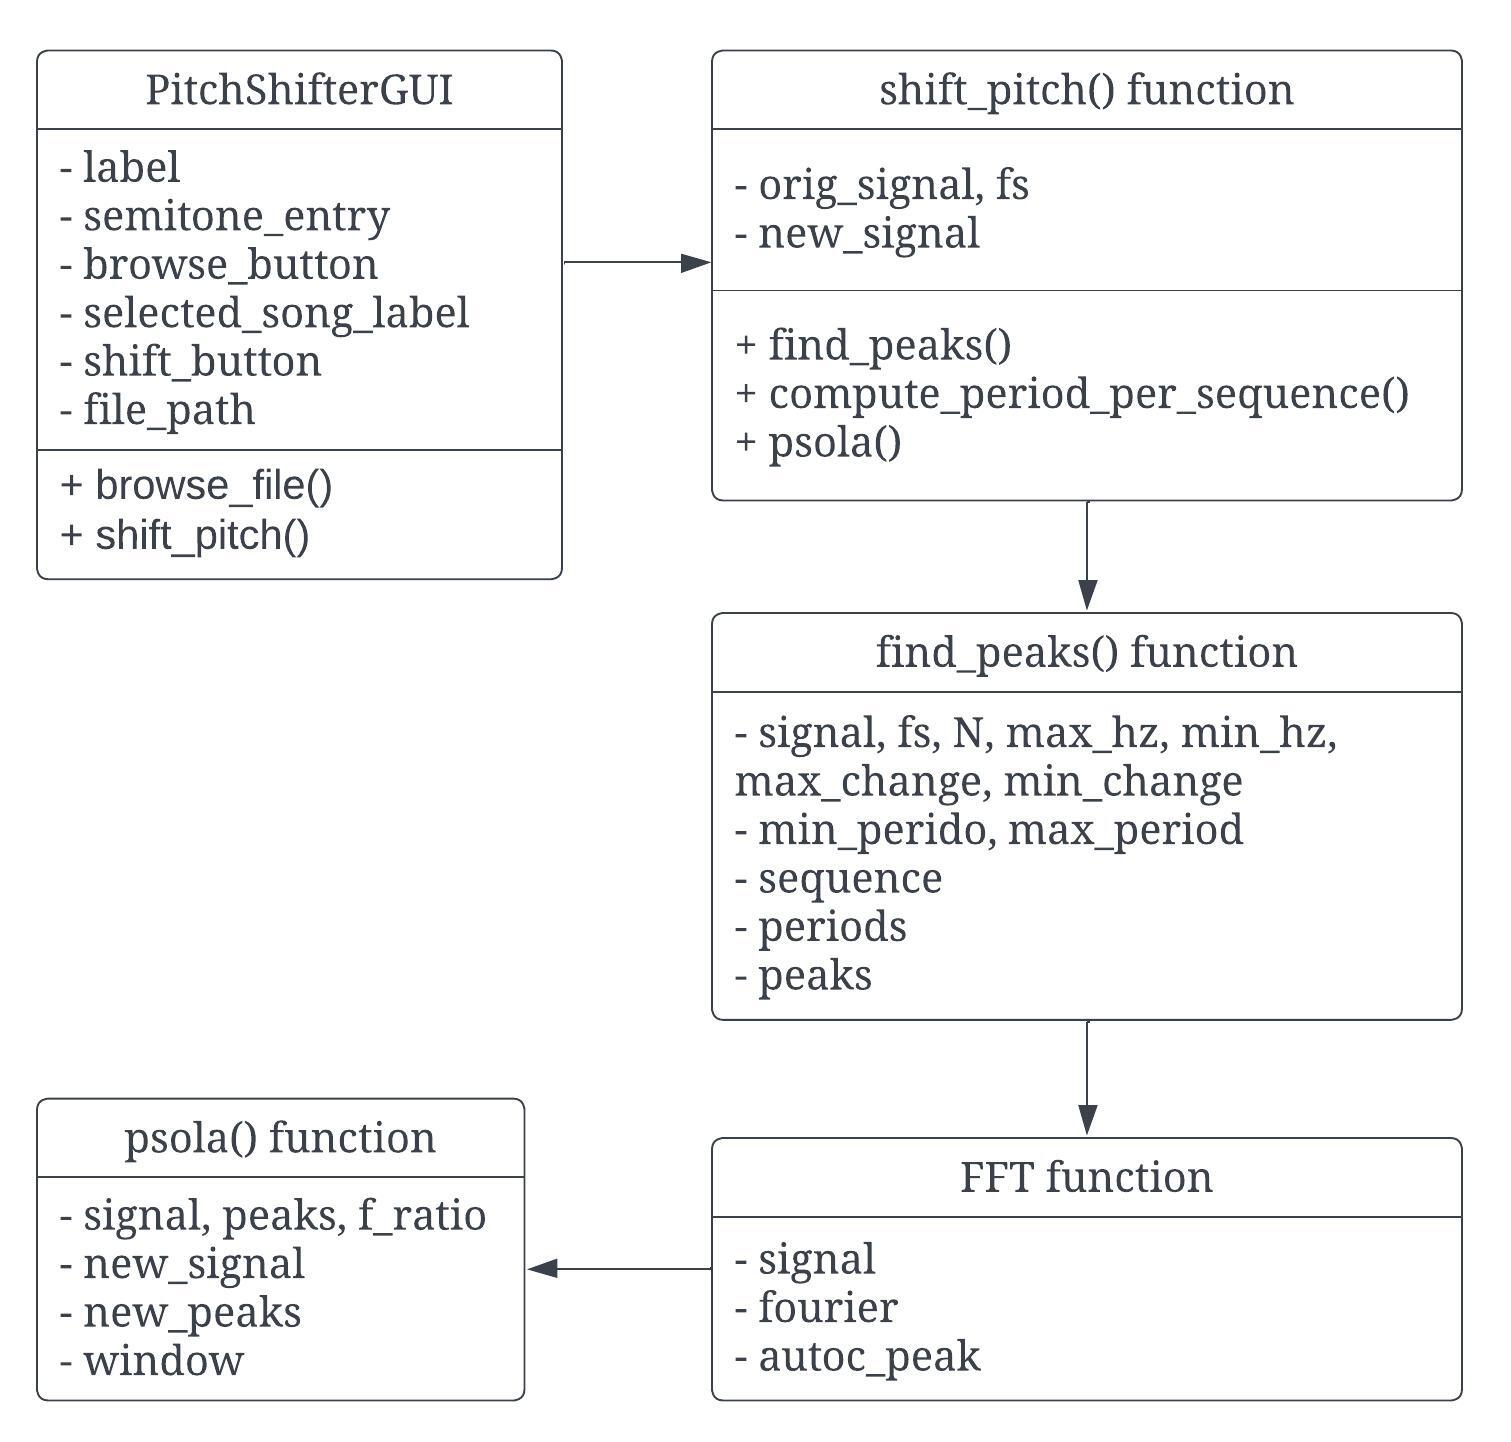 PitchShifterGUI
- label
- semitone_entry
- browse_button
- selected_song_label
- shift_button
- file_path
+ browse_file()
+ shift_pitch()
shift_pitch() function
- orig_signal, fs
- new_signal
+ find_peaks()
+ compute_period_per_sequence()
+ psola()
find_peaks() function
- signal, fs, N, max_hz, min_hz,
max_change, min_change
- min_perido, max_period
- sequence
- periods
- peaks
FFT function
- signal
- fourier
- autoc_peak
psola() function
- signal, peaks, f_ratio
- new_signal
- new_peaks
- window